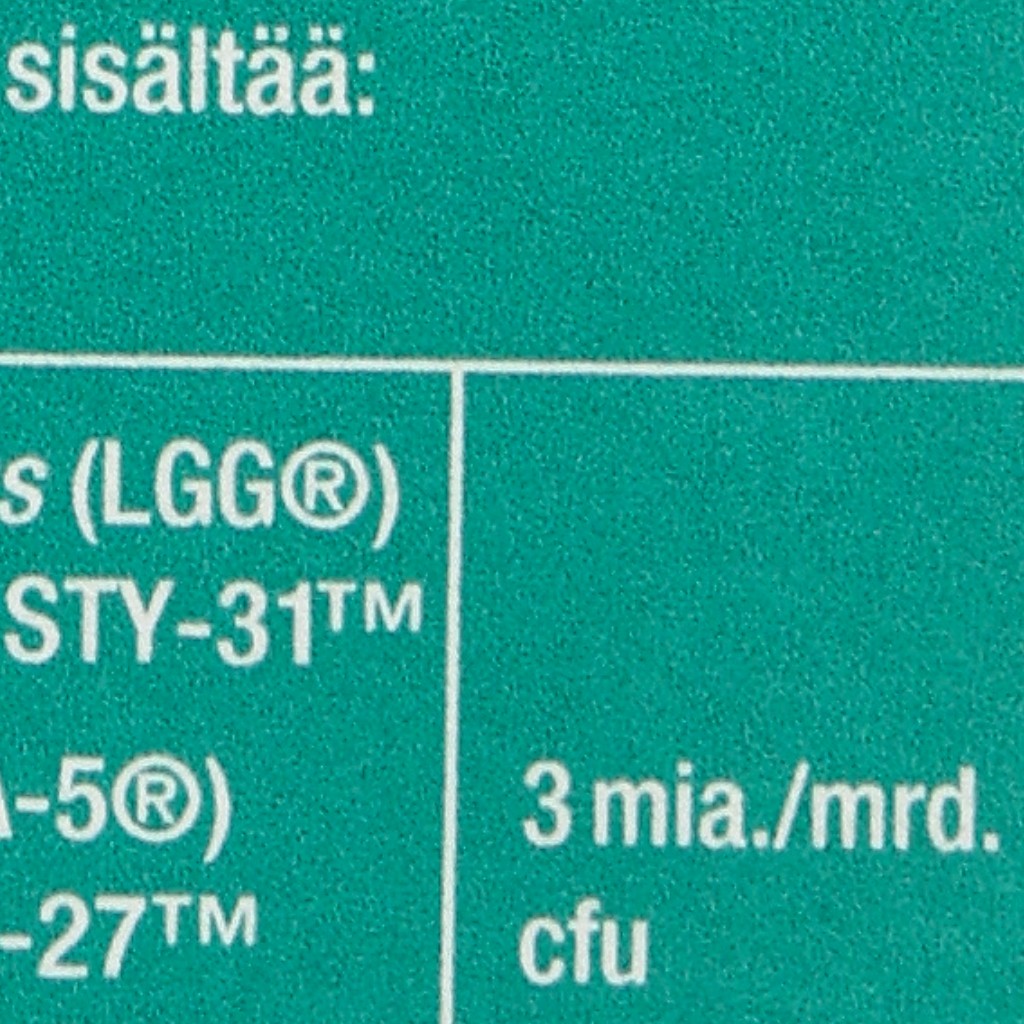 sisältää:
s (LGG®)
STY-31™
-5®)
3 mia./mrd.
-27™
cfu